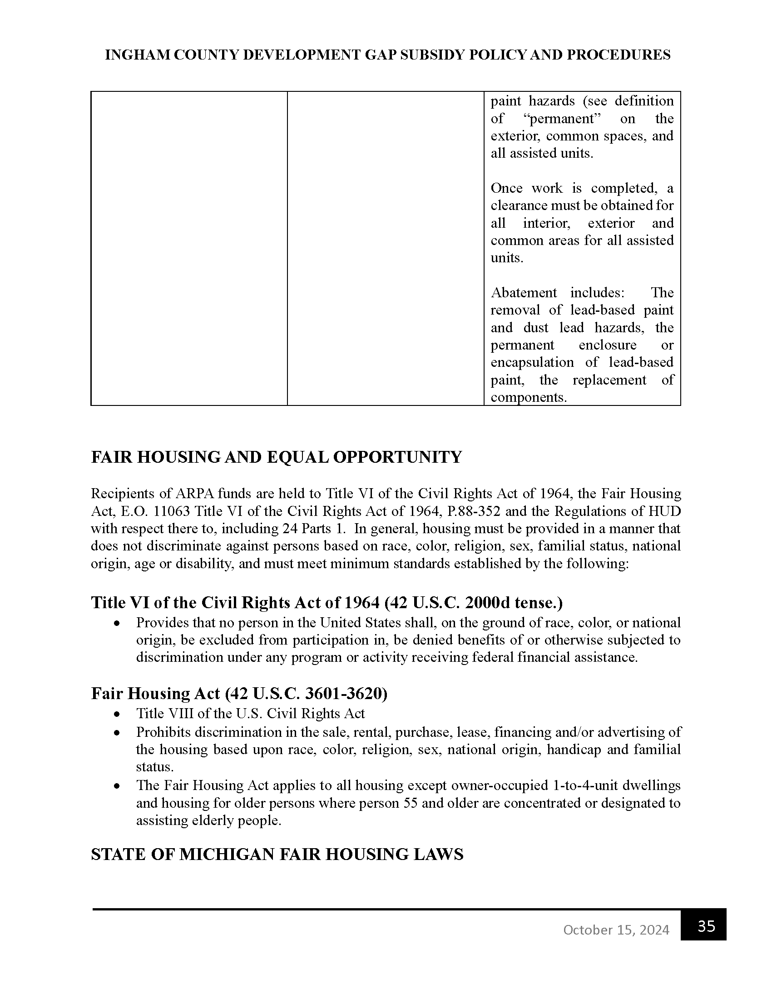 INGHAM COUNTY DEVELOPMENT GAP SUBSIDY POLICY AND PROCEDURES
paint hazards (see definition
of “permanent” on the
exterior, common spaces, and
all assisted units.
Once work is completed, a
clearance must be obtained for
all interior, exterior and
common areas for all assisted
units.
Abatement includes: The
removal of lead-based paint
and dust lead hazards, the
permanent enclosure or
encapsulation of lead-based
paint, the replacement of
components.
FAIR HOUSING AND EQUAL OPPORTUNITY
Recipients of ARPA funds are held to Title VI of the Civil Rights Act of 1964, the Fair Housing
Act, E.O. 11063 Title VI of the Civil Rights Act of 1964, P.88-352 and the Regulations of HUD
with respect there to, including 24 Parts 1. In general, housing must be provided in a manner that
does not discriminate against persons based on race, color, religion, sex, familial status, national
origin, age or disability, and must meet minimum standards established by the following:
Title VI of the Civil Rights Act of 1964 (42 U.S.C. 2000d tense.)
• Provides that no person in the United States shall, on the ground of race, color, or national
origin, be excluded from participation in, be denied benefits of or otherwise subjected to
discrimination under any program or activity receiving federal financial assistance.
Fair Housing Act (42 U.S.C. 3601-3620)
• Title VIII of the U.S. Civil Rights Act
• Prohibits discrimination in the sale, rental, purchase, lease, financing and/or advertising of
the housing based upon race, color, religion, sex, national origin, handicap and familial
status.
• The Fair Housing Act applies to all housing except owner-occupied 1-to-4-unit dwellings
and housing for older persons where person 55 and older are concentrated or designated to
assisting elderly people.
STATE OF MICHIGAN FAIR HOUSING LAWS
October 15, 2024 35